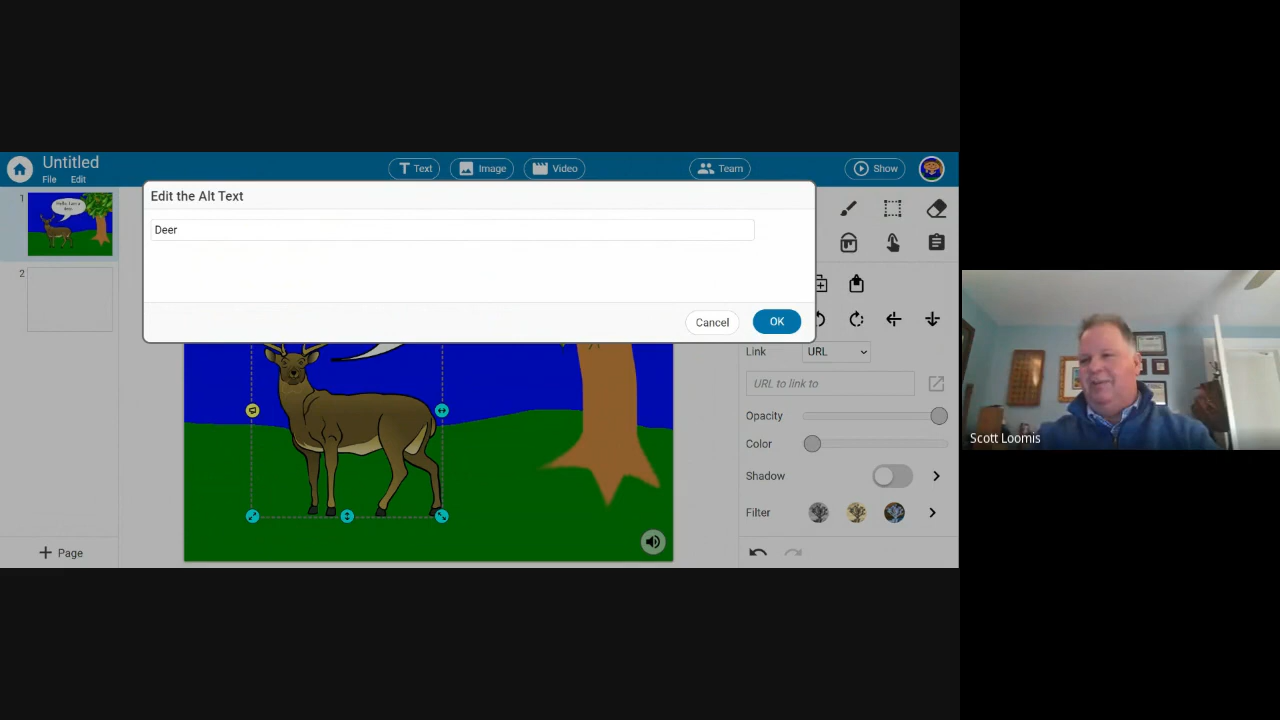 Untitled
File Edit
Text Image Video Team Show
Edit the Alt Text
Deer
Cancel OK
1
2
Link URL
URL to link to
Opacity
Color
Shadow
Filter
Page
Scott Loomis